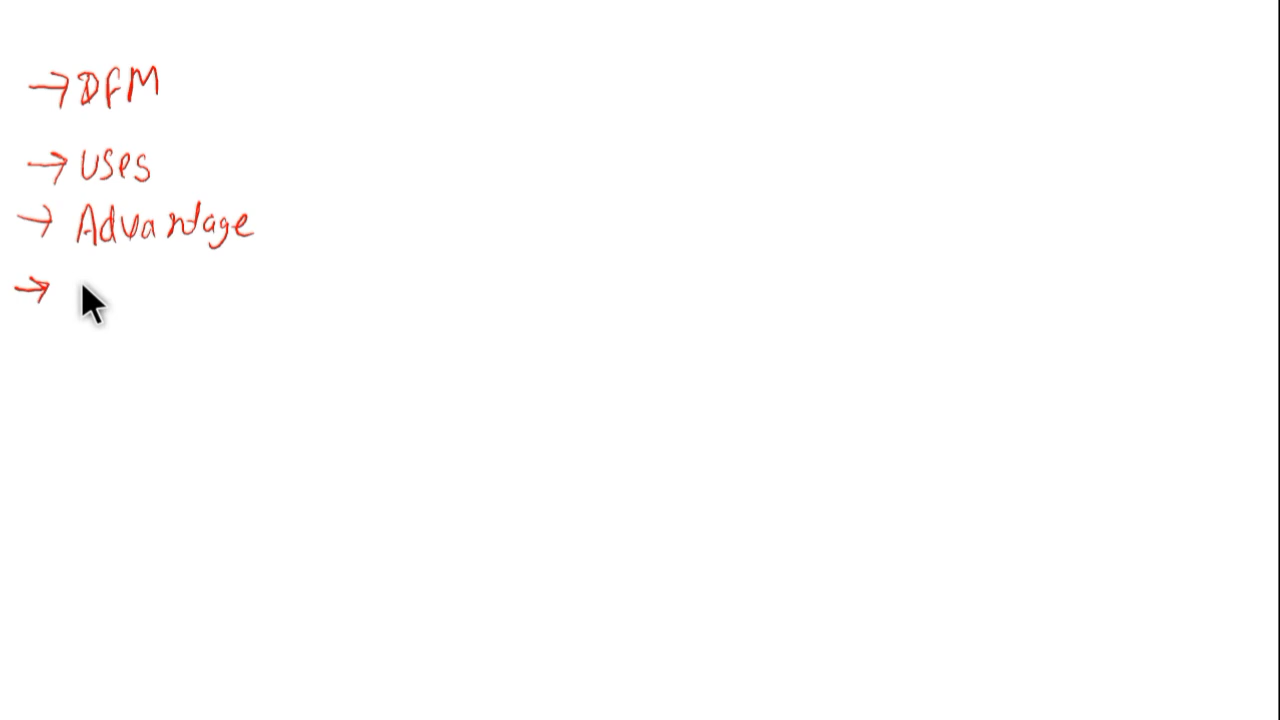 → DFM
→ Uses
→ Advantage
→